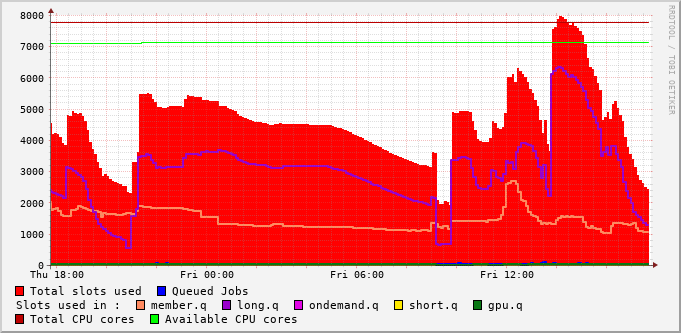 RRDTOOL / TOBI OETIKER
8000
7000
6000
5000
4000
3000
2000
1000
0
Thu 18:00 Fri 00:00 Fri 06:00 Fri 12:00
Total slots used Queued Jobs
Slots used in : member.q long.q ondemand.q short.q gpu.q
Total CPU cores Available CPU cores